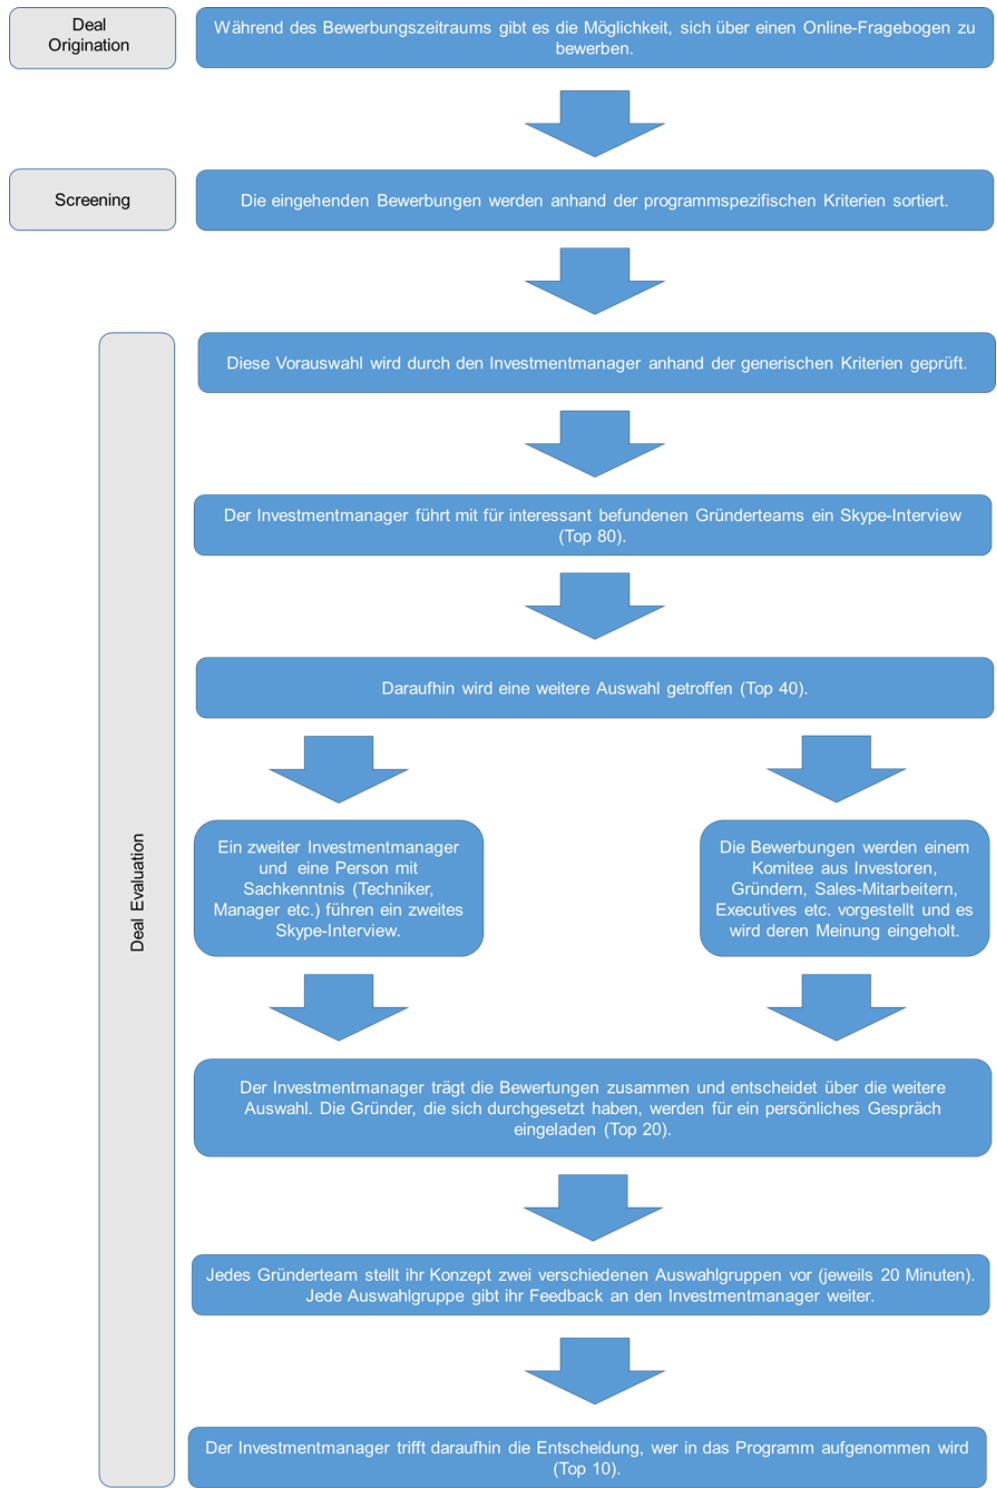 Deal
Origination
Während des Bewerbungszeitraums gibt es die Möglichkeit, sich über einen Online-Fragebogen zu
bewerben.
Screening
Die eingehenden Bewerbungen werden anhand der programmspezifischen Kriterien sortiert.
Deal Evaluation
Diese Vorauswahl wird durch den Investmentmanager anhand der generischen Kriterien geprüft.
Der Investmentmanager führt mit für interessant befundenen Gründerteams ein Skype-Interview
(Top 80).
Daraufhin wird eine weitere Auswahl getroffen (Top 40).
Ein zweiter Investmentmanager
und eine Person mit
Sachkenntnis (Techniker,
Manager etc.) führen ein zweites
Skype-Interview.
Die Bewerbungen werden einem
Komitee aus Investoren,
Gründern, Sales-Mitarbeitern,
Executives etc. vorgestellt und es
wird deren Meinung eingeholt.
Der Investmentmanager trägt die Bewertungen zusammen und entscheidet über die weitere
Auswahl. Die Gründer, die sich durchgesetzt haben, werden für ein persönliches Gespräch
eingeladen (Top 20).
Jedes Gründerteam stellt ihr Konzept zwei verschiedenen Auswahlgruppen vor (jeweils 20 Minuten).
Jede Auswahlgruppe gibt ihr Feedback an den Investmentmanager weiter.
Der Investmentmanager trifft daraufhin die Entscheidung, wer in das Programm aufgenommen wird
(Top 10).